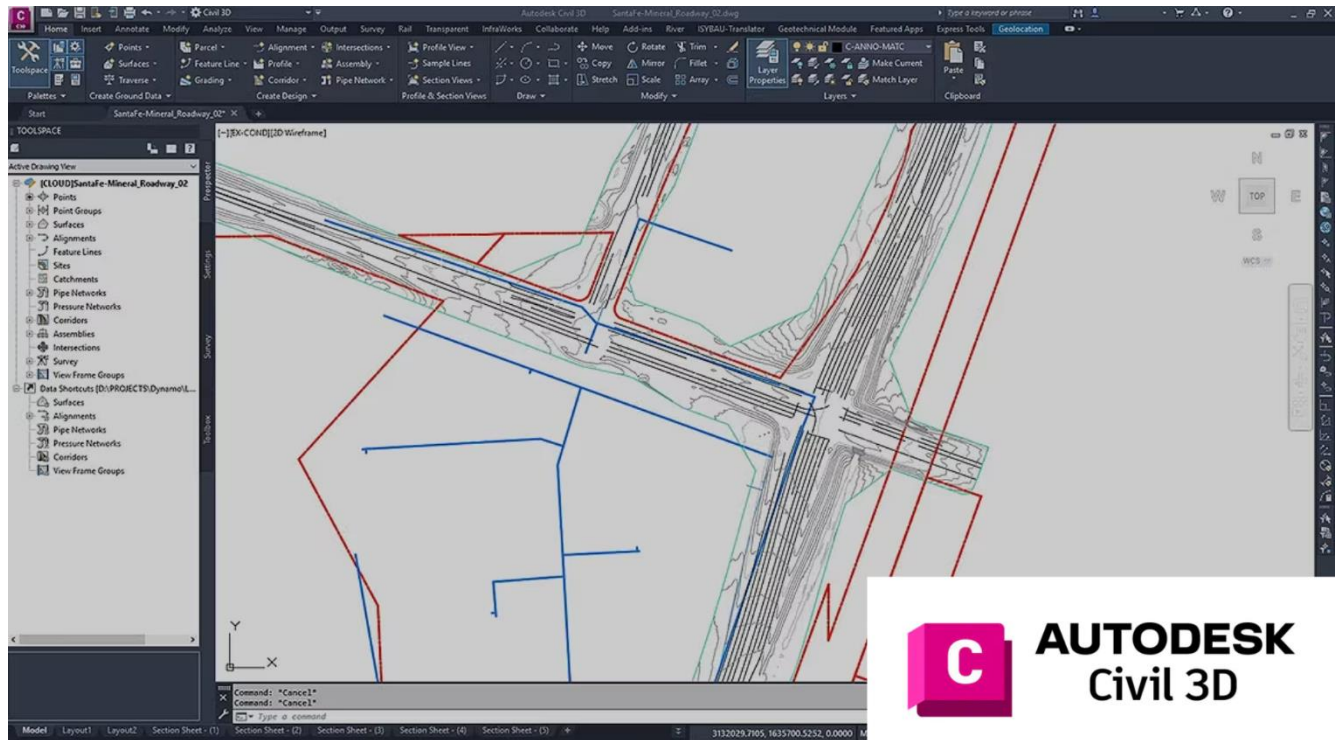 Civil 3D
Autodesk Civil 3D SantaFe-Mineral_Roadway_02.dwg
Type a keyword or phrase
Home Insert Annotate Modify Analyze View Manage Output Survey Rail Transparent InfraWorks Collaborate Help Add-ins River ISYBAU-Translator Geotechnical Module Featured Apps Express Tools Geolocation
Points Parcel Alignment Intersections Profile View Move Rotate Trim C-ANNO-MATC
Toolspace Surfaces Feature Line Profile Assembly Sample Lines Copy Mirror Fillet Layer Properties Make Current Paste
Traverse Grading Corridor Pipe Network Section Views Stretch Scale Array Match Layer
Palettes Create Ground Data Create Design Profile & Section Views Draw Modify Layers Clipboard
Start SantaFe-Mineral_Roadway_02* +
TOOLSPACE
[-][EX-COND][2D Wireframe]
Active Drawing View
[CLOUD]SantaFe-Mineral_Roadway_02
Points
Point Groups
Surfaces
Alignments
Feature Lines
Sites
Catchments
Pipe Networks
Pressure Networks
Corridors
Assemblies
Intersections
Survey
View Frame Groups
Data Shortcuts [D:\PROJECTS\Dynamo\L...
Surfaces
Alignments
Pipe Networks
Pressure Networks
Corridors
View Frame Groups
Prospector
Settings
Survey
Toolbox
N
W TOP E
S
WCS
Y
X
Command: *Cancel*
Command: *Cancel*
Type a command
Model Layout1 Layout2 Section Sheet - (1) Section Sheet - (2) Section Sheet - (3) Section Sheet - (4) Section Sheet - (5) +
3132029.7105, 1635700.5252, 0.0000 M
C
AUTODESK
Civil 3D